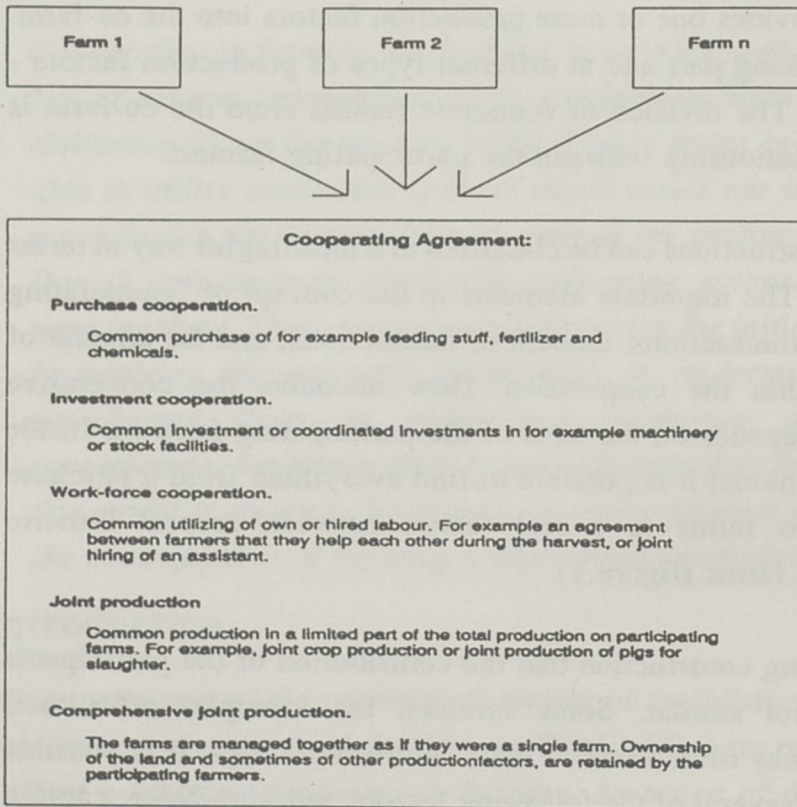 Farm 1 Farm 2 Farm n
Cooperating Agreement:
Purchase cooperation.
Common purchase of for example feeding stuff, fertilizer and
chemicals.
Investment cooperation.
Common investment or coordinated investments in for example machinery
or stock facilities.
Work-force cooperation.
Common utilizing of own or hired labour. For example an agreement
between farmers that they help each other during the harvest, or joint
hiring of an assistant.
Joint production
Common production in a limited part of the total production on participating
farms. For example, joint crop production or joint production of pigs for
slaughter.
Comprehensive joint production.
The farms are managed together as if they were a single farm. Ownership
of the land and sometimes of other productionfactors, are retained by the
participating farmers.